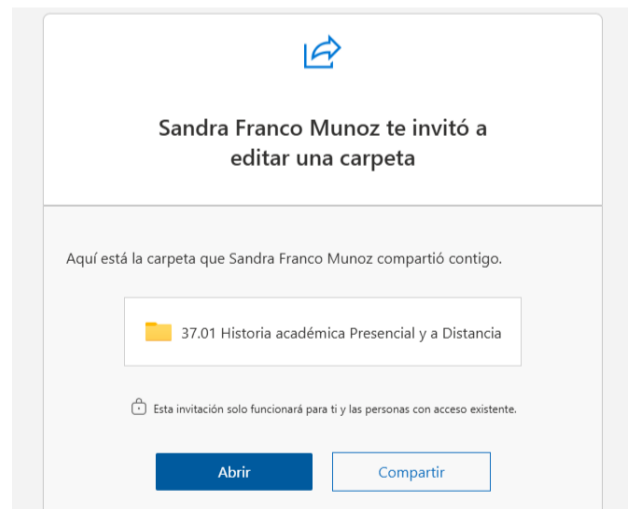 Sandra Franco Munoz te invitó a
editar una carpeta
Aquí está la carpeta que Sandra Franco Munoz compartió contigo.
37.01 Historia académica Presencial y a Distancia
Esta invitación solo funcionará para ti y las personas con acceso existente.
Abrir
Compartir